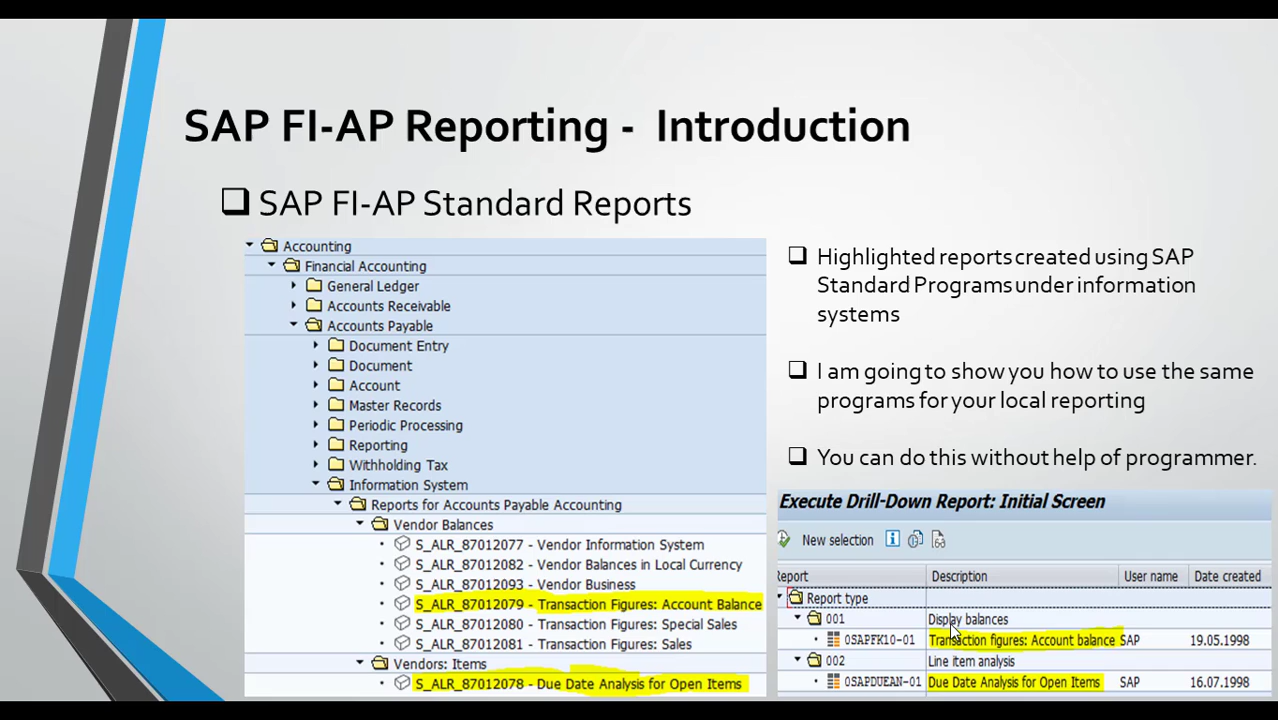 SAP FI-AP Reporting - Introduction
SAP FI-AP Standard Reports
Accounting
Financial Accounting
General Ledger
Accounts Receivable
Accounts Payable
Document Entry
Document
Account
Master Records
Periodic Processing
Reporting
Withholding Tax
Information System
Reports for Accounts Payable Accounting
Vendor Balances
S_ALR_87012077 - Vendor Information System
S_ALR_87012082 - Vendor Balances in Local Currency
S_ALR_87012093 - Vendor Business
S_ALR_87012079 - Transaction Figures: Account Balance
S_ALR_87012080 - Transaction Figures: Special Sales
S_ALR_87012081 - Transaction Figures: Sales
Vendors: Items
S_ALR_87012078 - Due Date Analysis for Open Items
Highlighted reports created using SAP
Standard Programs under information
systems
I am going to show you how to use the same
programs for your local reporting
You can do this without help of programmer.
Execute Drill-Down Report: Initial Screen
New selection
Report Description User name Date created
Report type
001 Display balances
0SAPFK10-01 Transaction figures: Account balance SAP 19.05.1998
002 Line item analysis
0SAPDUEAN-01 Due Date Analysis for Open Items SAP 16.07.1998